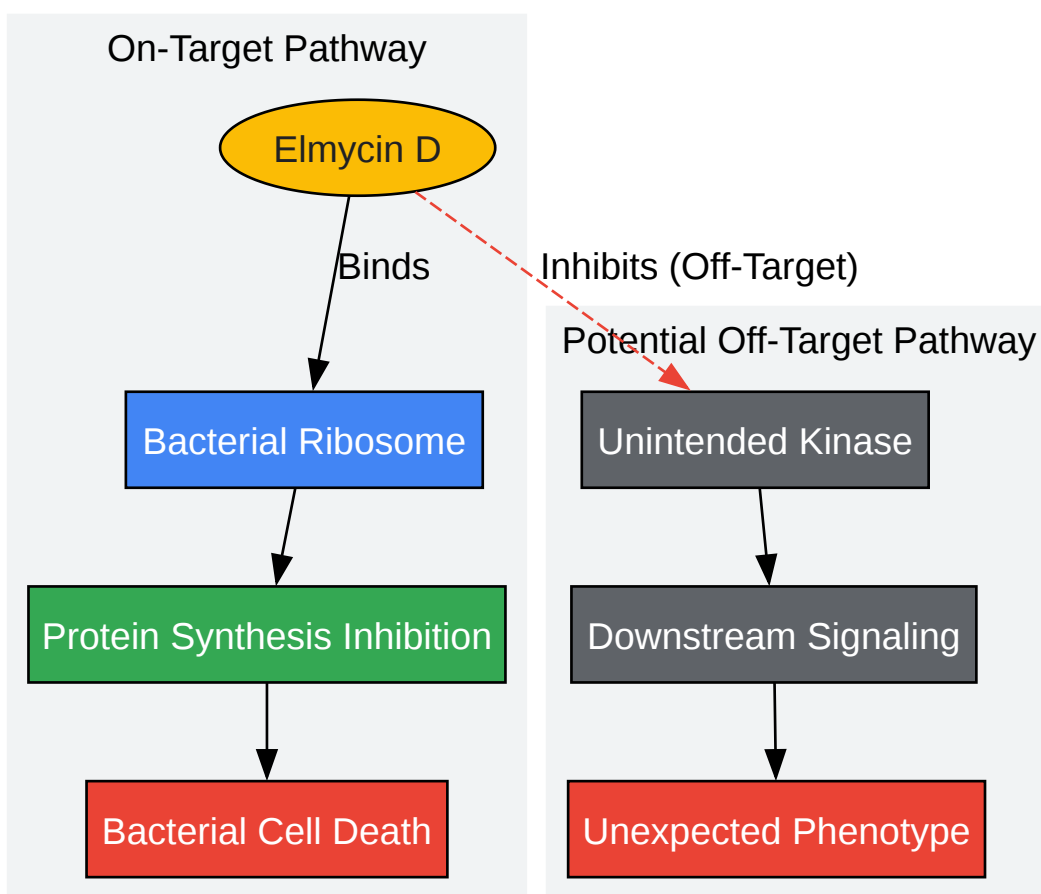 On-Target Pathway
Elmycin D
Binds
Inhibits (Off-Target)
Potential Off-Target Pathway
Bacterial Ribosome
Unintended Kinase
Protein Synthesis Inhibition
Downstream Signaling
Bacterial Cell Death
Unexpected Phenotype